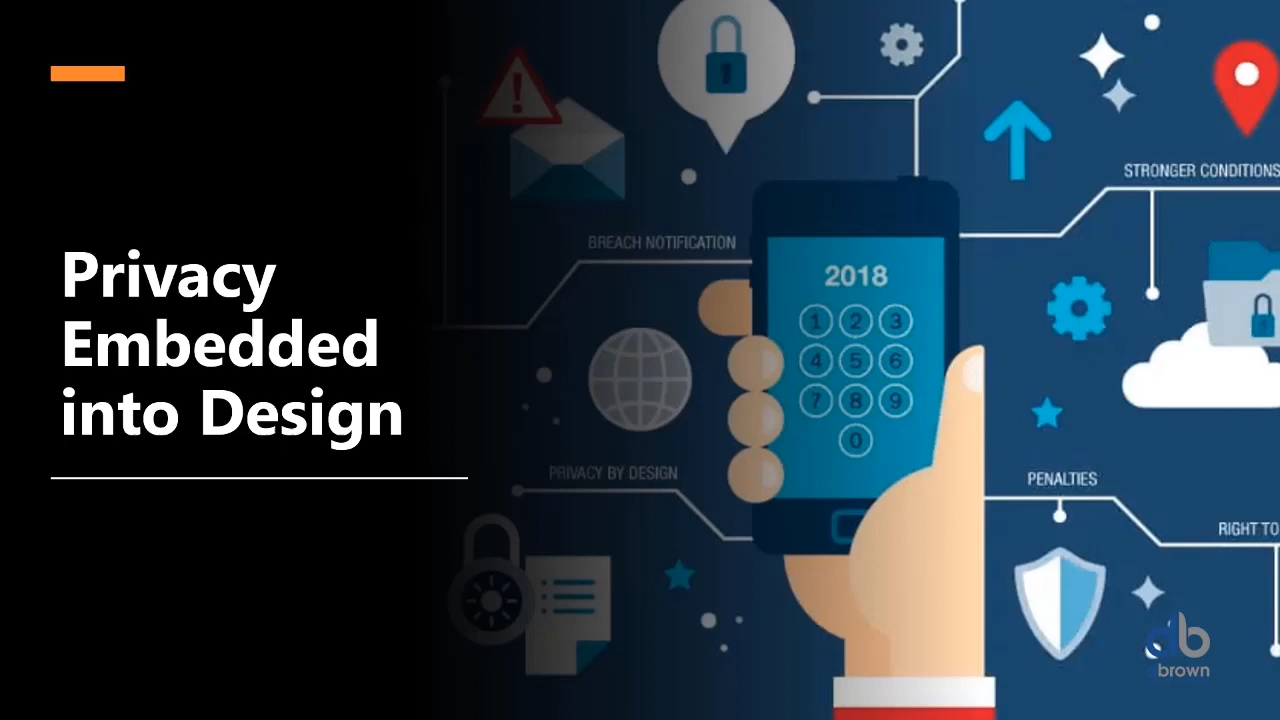 Privacy
Embedded
into Design
STRONGER CONDITIONS
BREACH NOTIFICATION
2018
1 2 3
4 5 6
7 8 9
0
PRIVACY BY DESIGN
PENALTIES
RIGHT TO
db
brown